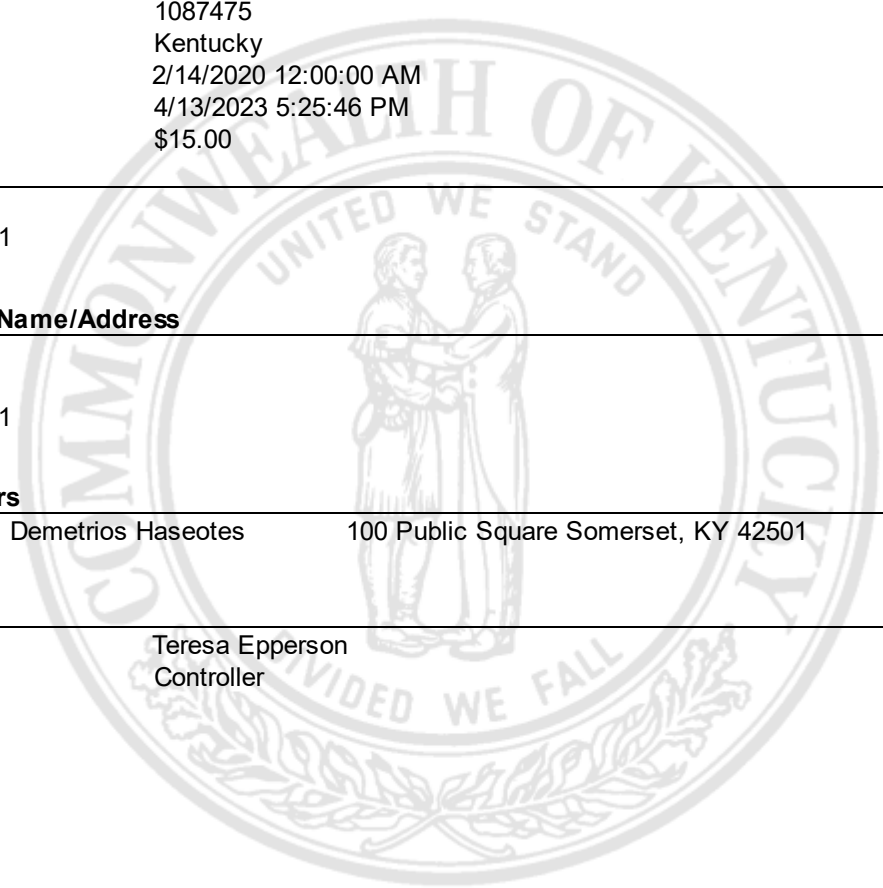 1087475
Kentucky
2/14/2020 12:00:00 AM
4/13/2023 5:25:46 PM
$15.00
1
Name/Address
1
rs
Demetrios Haseotes 100 Public Square Somerset, KY 42501
Teresa Epperson
Controller
COMMONWEALTH OF KENTUCKY
UNITED WE STAND
DIVIDED WE FALL